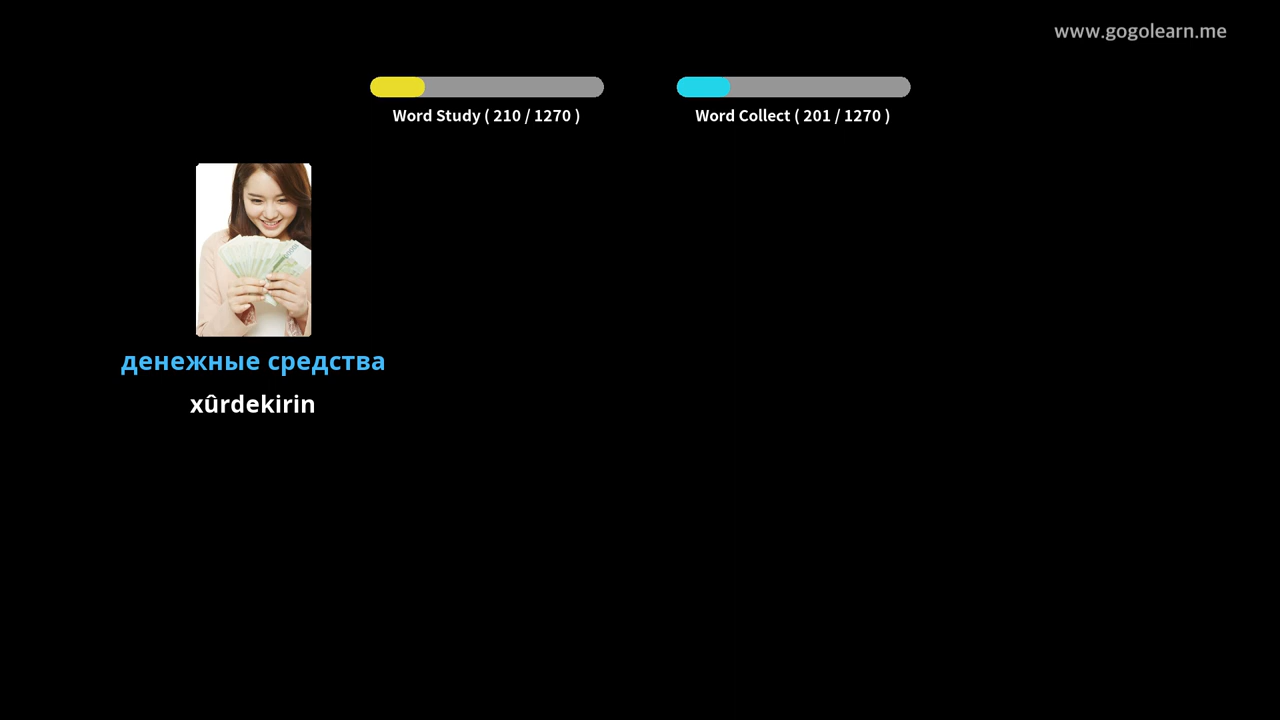 www.gogolearn.me
Word Study ( 210 / 1270 )
Word Collect ( 201 / 1270 )
денежные средства
xûrdekirin